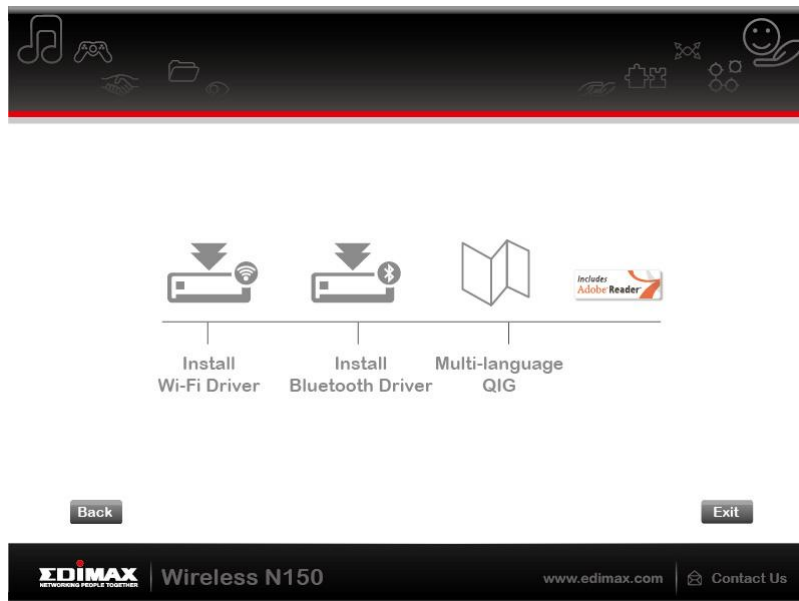 Includes
Adobe Reader
Install
Wi-Fi Driver
Install
Bluetooth Driver
Multi-language
QIG
Back
Exit
EDIMAX
NETWORKING PEOPLE TOGETHER
Wireless N150
www.edimax.com
Contact Us